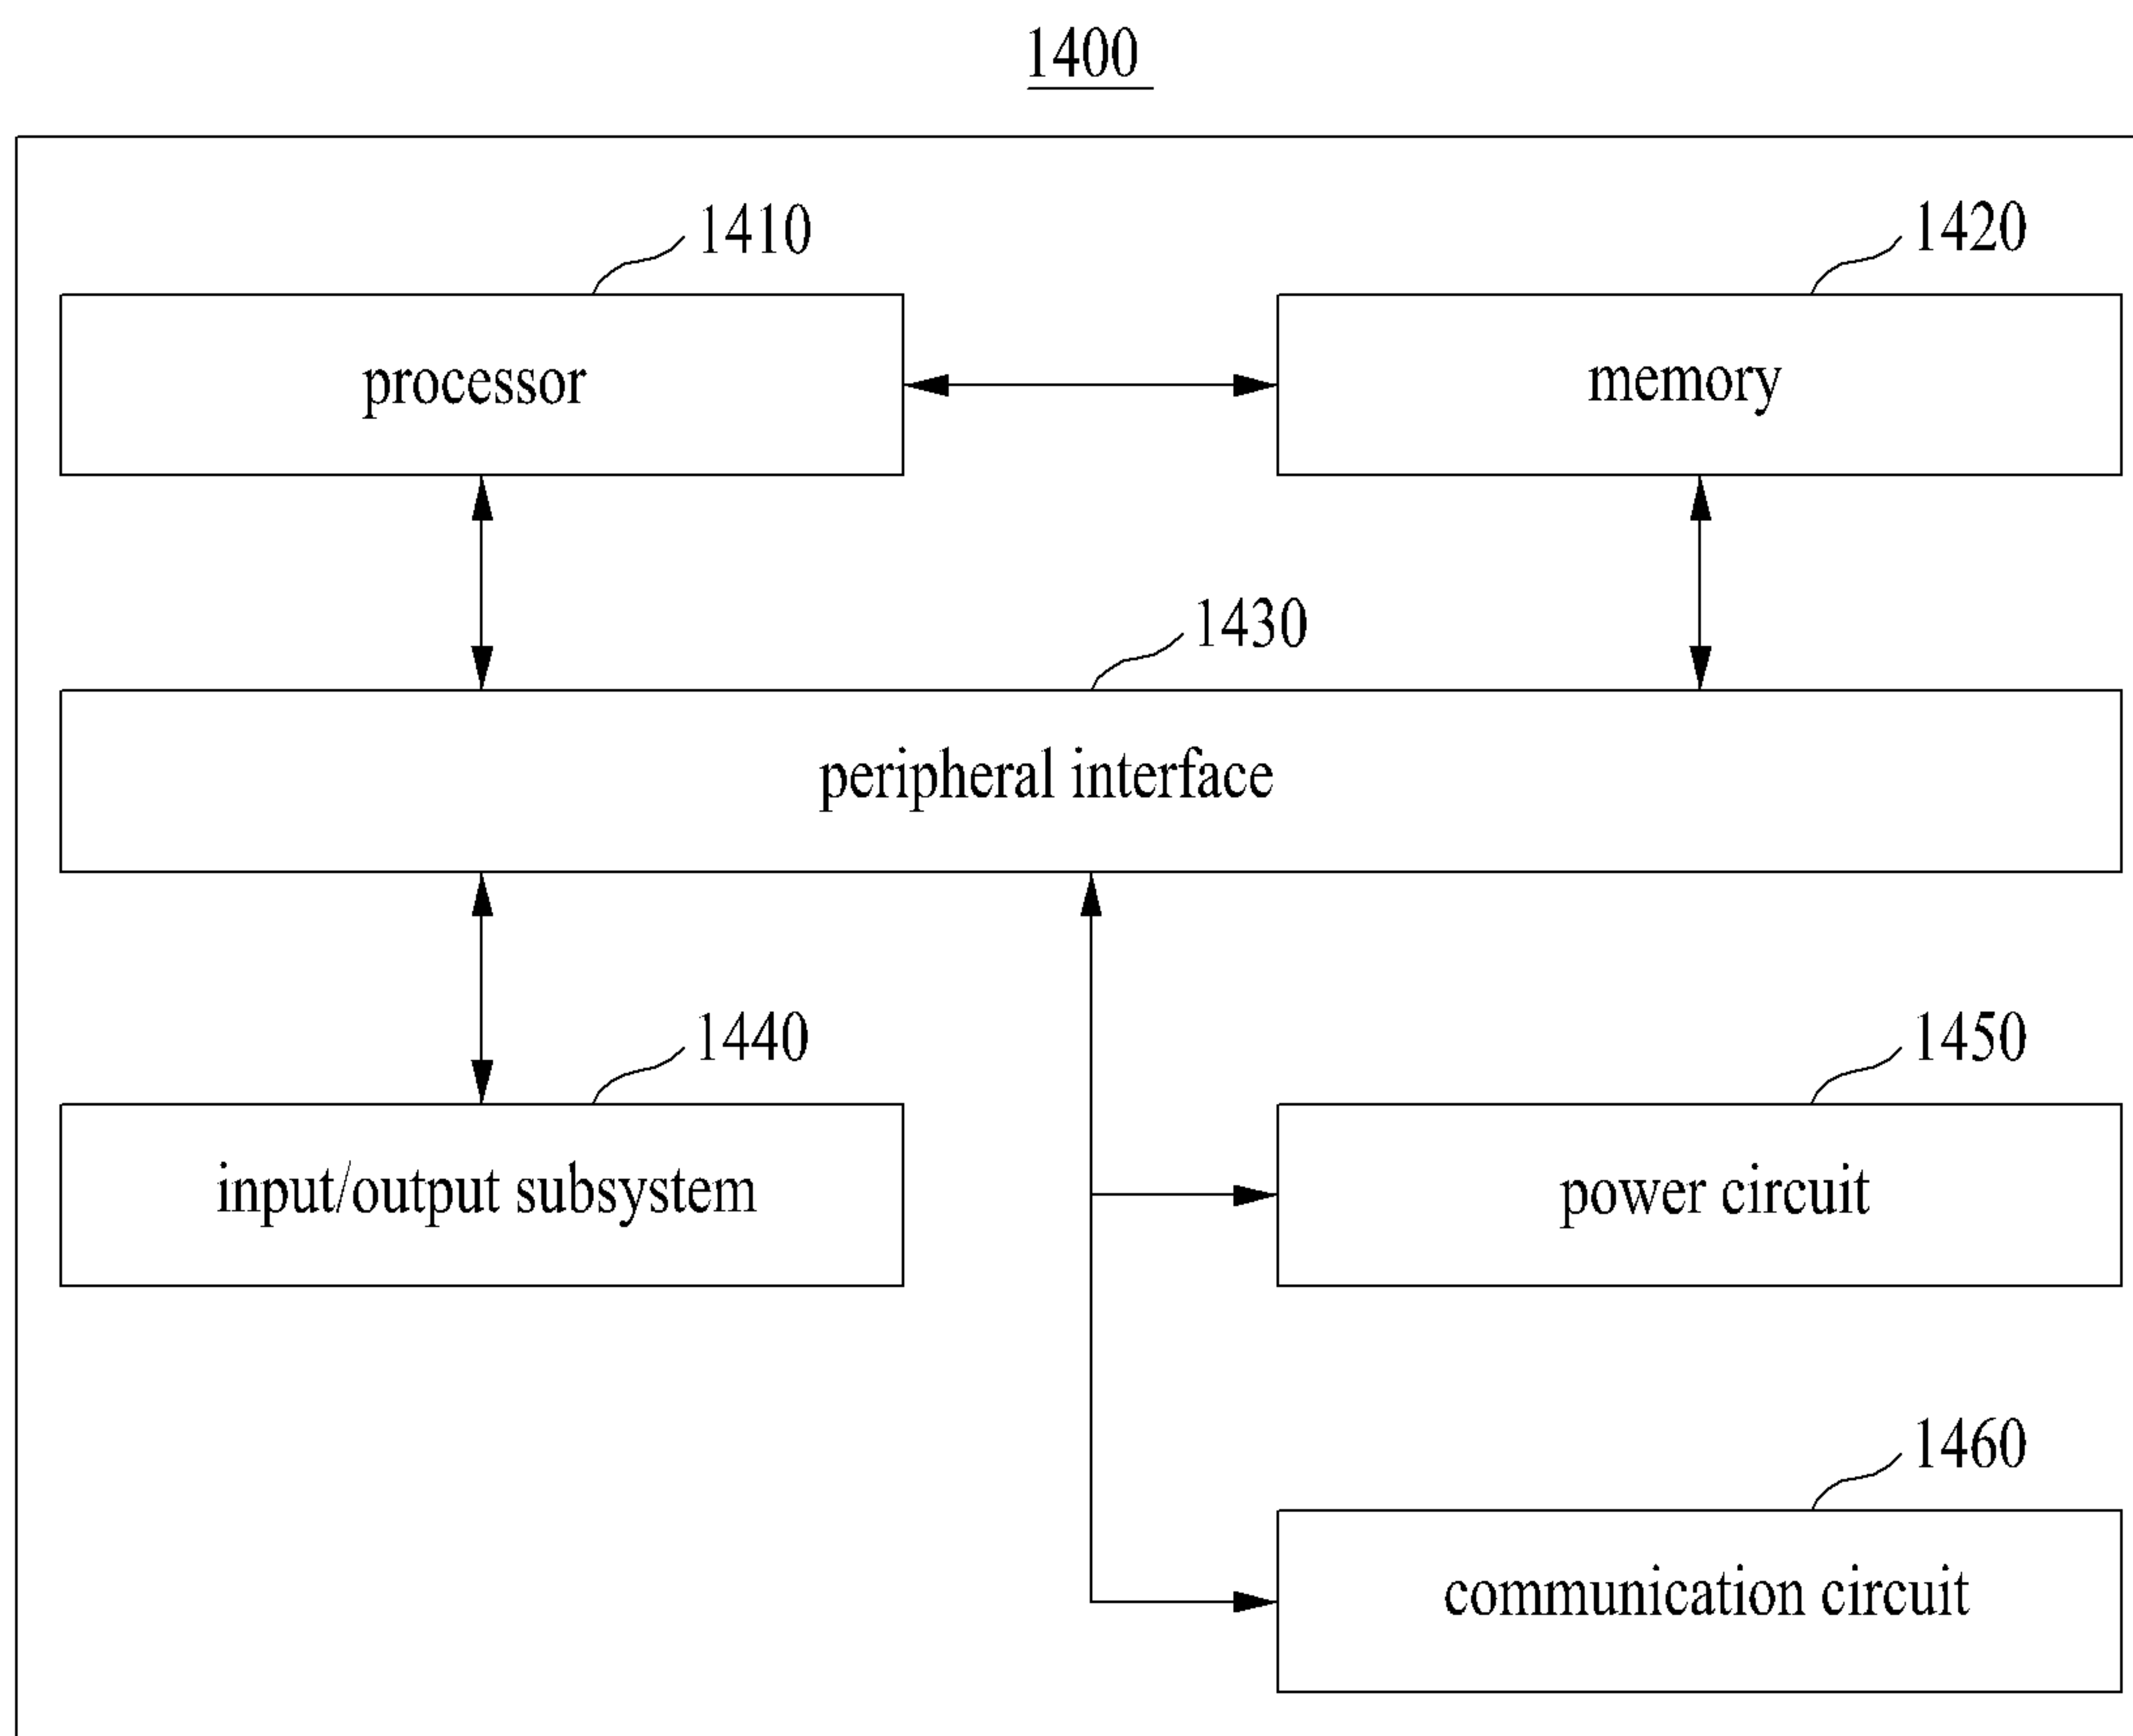 1400
1410
1420
processor
memory
1430
peripheral interface
1440
1450
input/output subsystem
power circuit
1460
communication circuit